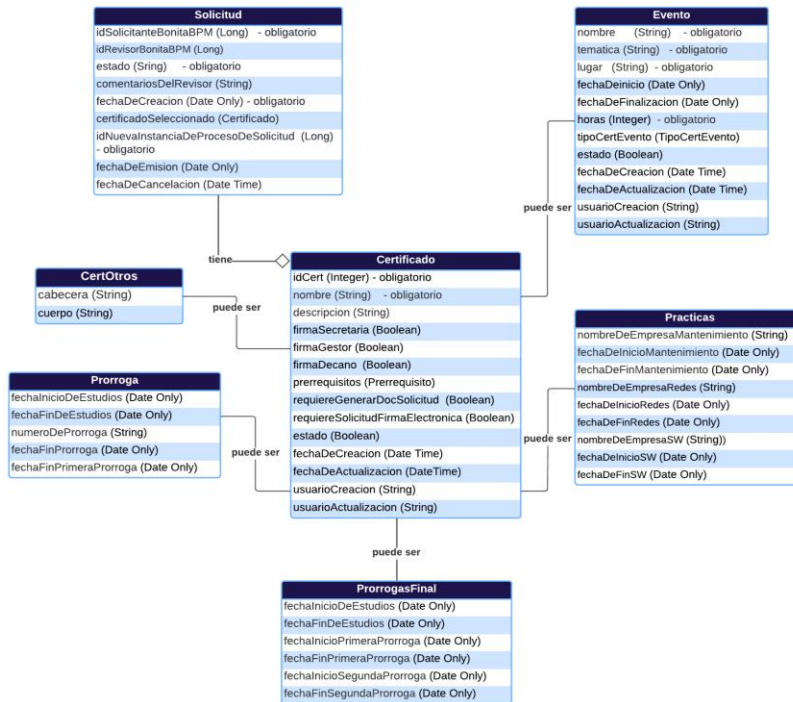 Solicitud
idSolicitanteBonitaBPM (Long) - obligatorio
idRevisorBonitaBPM (Long)
estado (Sring) - obligatorio
comentariosDelRevisor (String)
fechaDeCreacion (Date Only) - obligatorio
certificadoSeleccionado (Certificado)
idNuevaInstanciaDeProcesoDeSolicitud (Long)
- obligatorio
fechaDeEmision (Date Only)
fechaDeCancelacion (Date Time)
Evento
nombre (String) - obligatorio
tematica (String) - obligatorio
lugar (String) - obligatorio
fechaDeinicio (Date Only)
fechaDeFinalizacion (Date Only)
horas (Integer) - obligatorio
tipoCertEvento (TipoCertEvento)
estado (Boolean)
fechaDeCreacion (Date Time)
fechaDeActualizacion (Date Time)
usuarioCreacion (String)
usuarioActualizacion (String)
puede ser
tiene
CertOtros
cabecera (String)
cuerpo (String)
puede ser
Certificado
idCert (Integer) - obligatorio
nombre (String) - obligatorio
descripcion (String)
firmaSecretaria (Boolean)
firmaGestor (Boolean)
firmaDecano (Boolean)
prerrequisitos (Prerrequisito)
requiereGenerarDocSolicitud (Boolean)
requiereSolicitudFirmaElectronica (Boolean)
estado (Boolean)
fechaDeCreacion (Date Time)
fechaDeActualizacion (DateTime)
usuarioCreacion (String)
usuarioActualizacion (String)
Practicas
nombreDeEmpresaMantenimiento (String)
fechaDeInicioMantenimiento (Date Only)
fechaDeFinMantenimiento (Date Only)
nombreDeEmpresaRedes (String)
fechaDeInicioRedes (Date Only)
fechaDeFinRedes (Date Only)
nombreDeEmpresaSW (String))
fechaDeInicioSW (Date Only)
fechaDeFinSW (Date Only)
puede ser
Prorroga
fechaInicioDeEstudios (Date Only)
fechaFinDeEstudios (Date Only)
numeroDeProrroga (String)
fechaFinProrroga (Date Only)
fechaFinPrimeraProrroga (Date Only)
puede ser
puede ser
ProrrogasFinal
fechaInicioDeEstudios (Date Only)
fechaFinDeEstudios (Date Only)
fechaInicioPrimeraProrroga (Date Only)
fechaFinPrimeraProrroga (Date Only)
fechaInicioSegundaProrroga (Date Only)
fechaFinSegundaProrroga (Date Only)